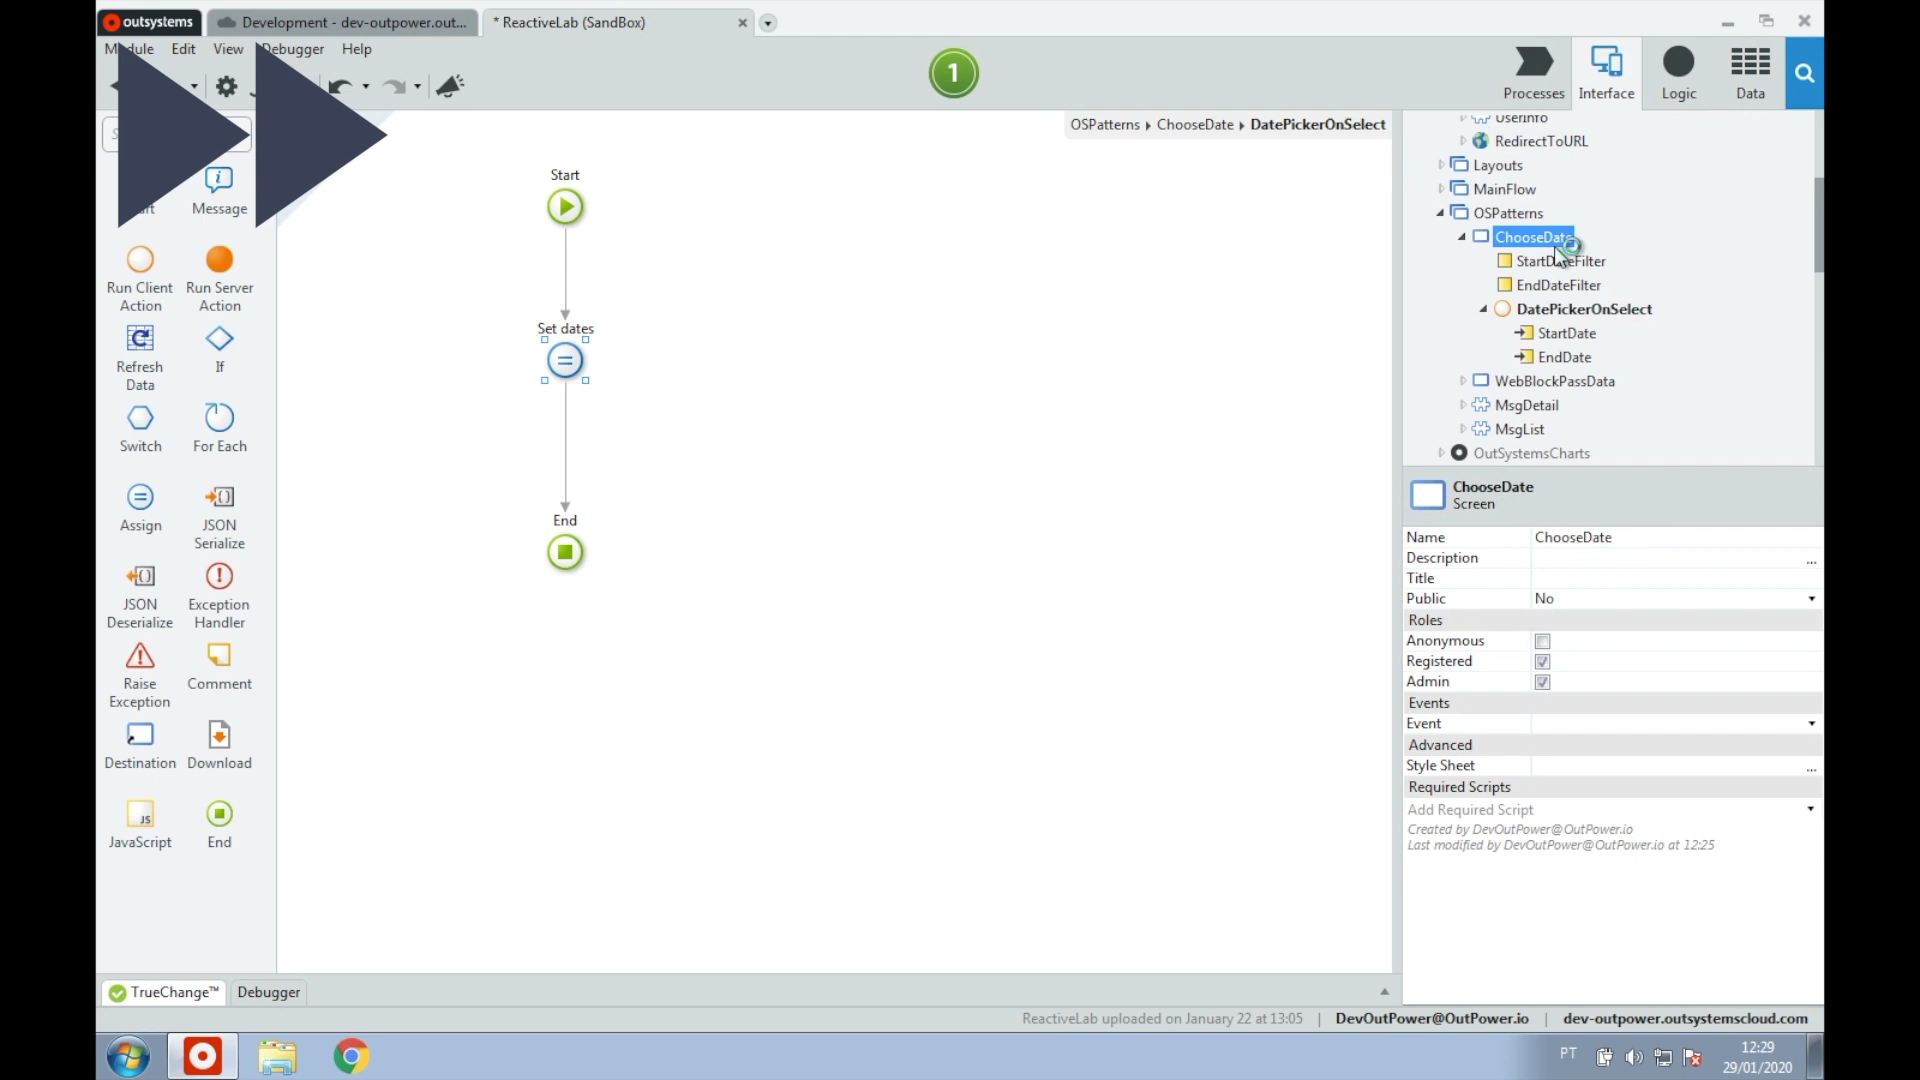 outsystems
Development - dev-outpower.out...
* ReactiveLab (SandBox)
Module Edit View Debugger Help
1
Processes
Interface
Logic
Data
Message
Run Client
Action
Run Server
Action
Refresh
Data
If
Switch
For Each
Assign
JSON
Serialize
JSON
Deserialize
Exception
Handler
Raise
Exception
Comment
Destination
Download
JS
JavaScript
End
OSPatterns
ChooseDate
DatePickerOnSelect
Start
Set dates
End
UserInfo
RedirectToURL
Layouts
MainFlow
OSPatterns
ChooseDate
StartDateFilter
EndDateFilter
DatePickerOnSelect
StartDate
EndDate
WebBlockPassData
MsgDetail
MsgList
OutSystemsCharts
ChooseDate
Screen
Name ChooseDate
Description ...
Title
Public No
Roles
Anonymous
Registered
Admin
Events
Event
Advanced
Style Sheet ...
Required Scripts
Add Required Script
Created by DevOutPower@OutPower.io
Last modified by DevOutPower@OutPower.io at 12:25
TrueChange™
Debugger
ReactiveLab uploaded on January 22 at 13:05 | DevOutPower@OutPower.io | dev-outpower.outsystemscloud.com
PT
12:29
29/01/2020